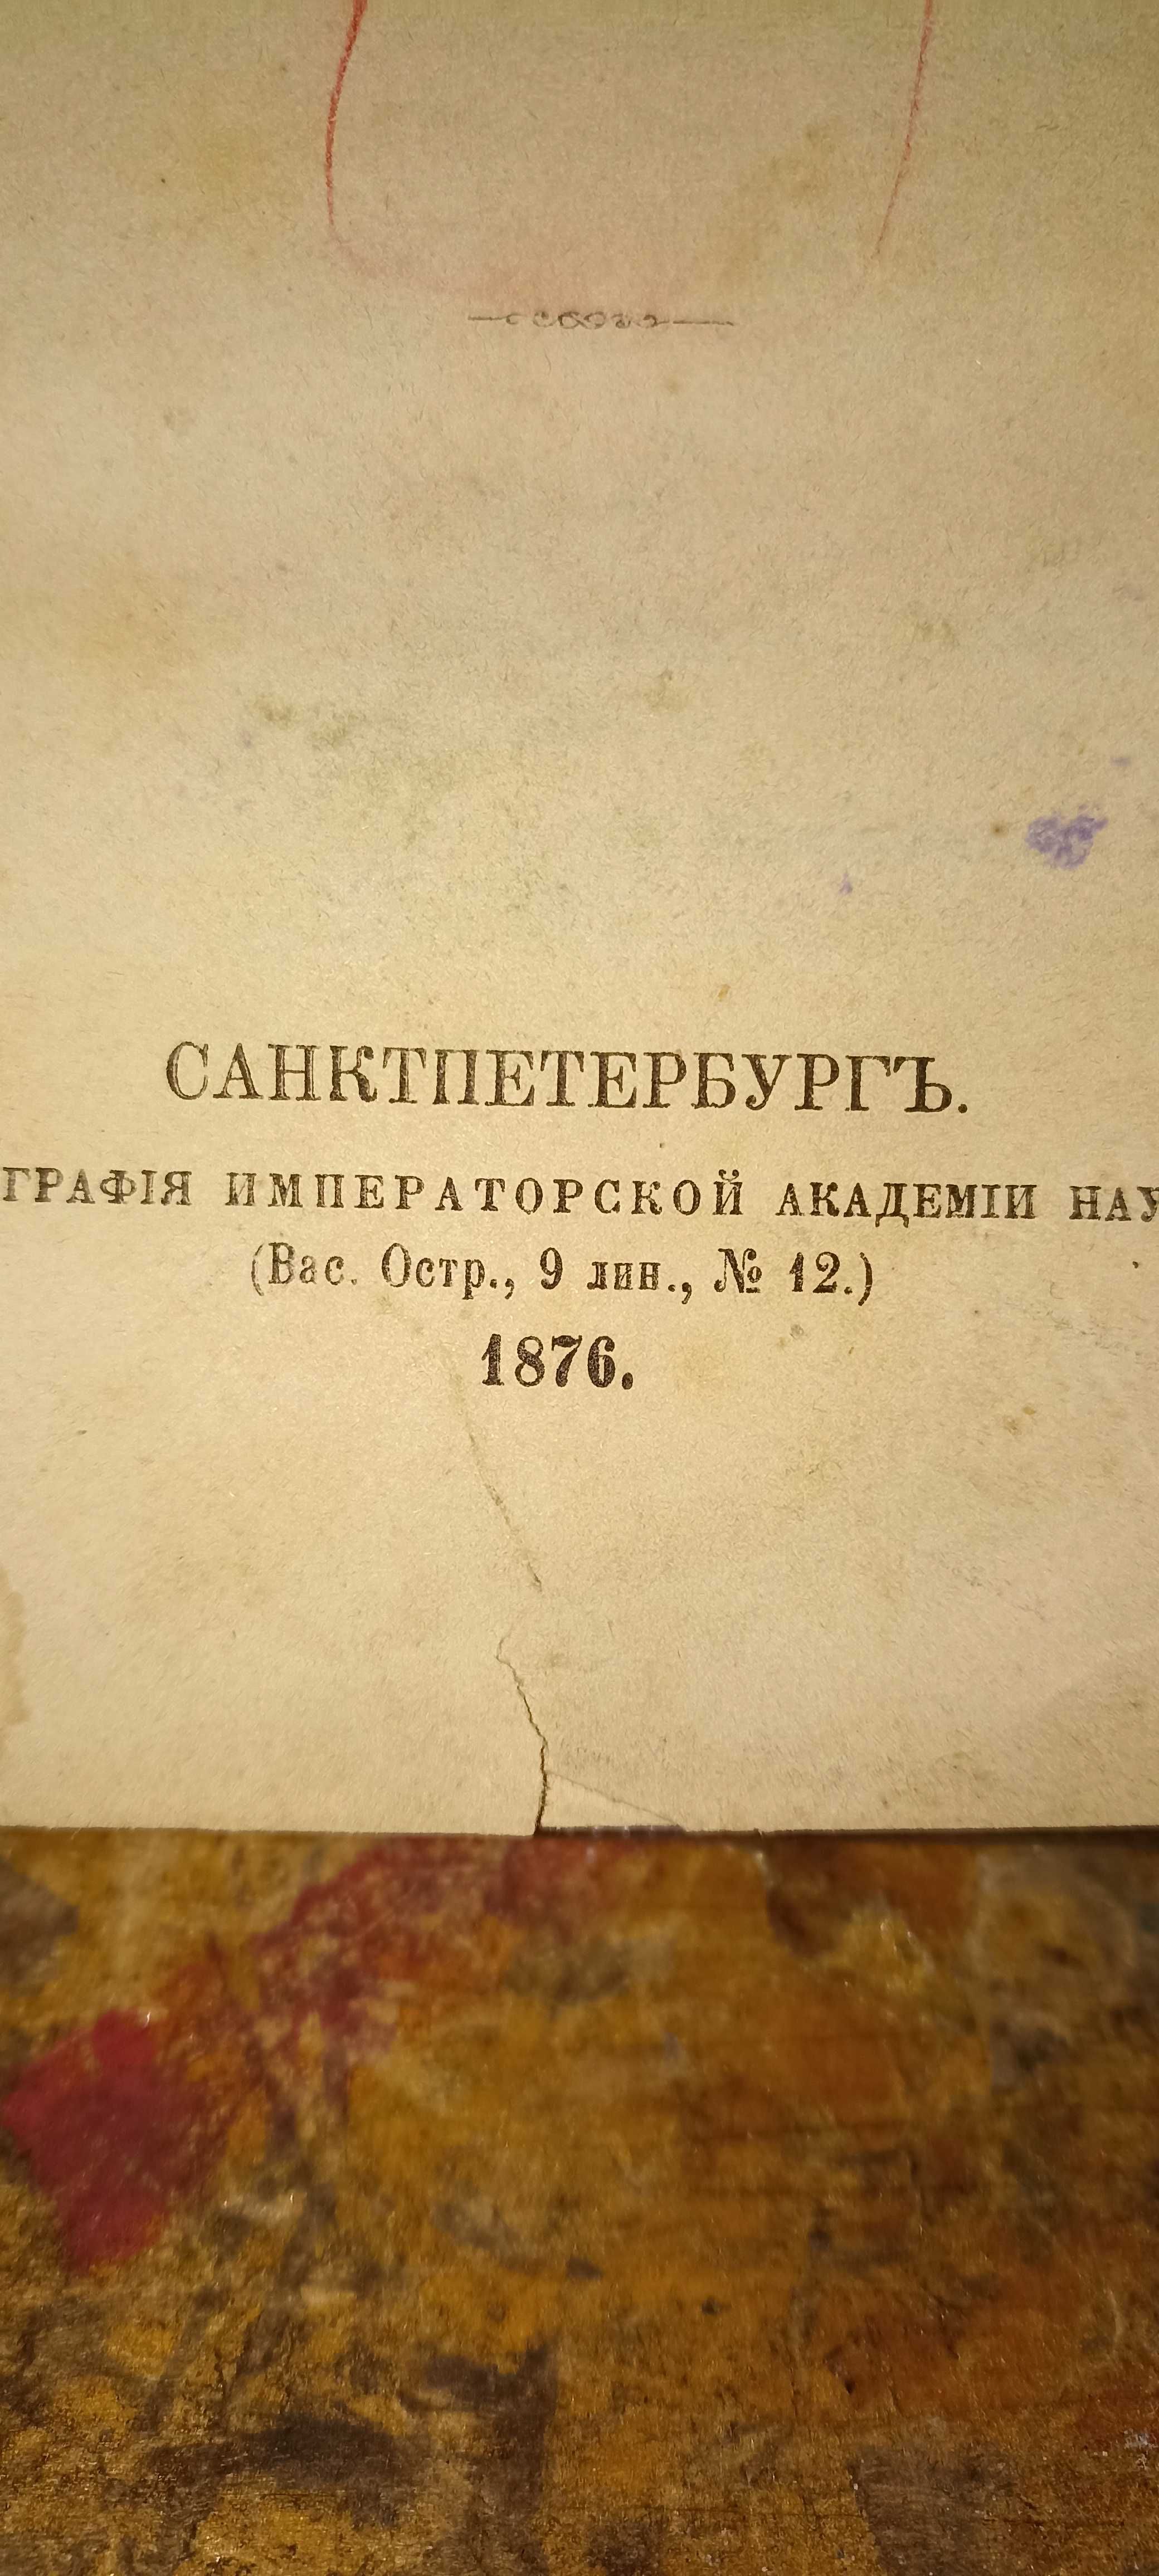 САНКТПЕТЕРБУРГЪ.
ГРАФІЯ ИМПЕРАТОРСКОЙ АКАДЕМІИ НАУ
(Вас. Остр., 9 лин., № 12.)
1876.